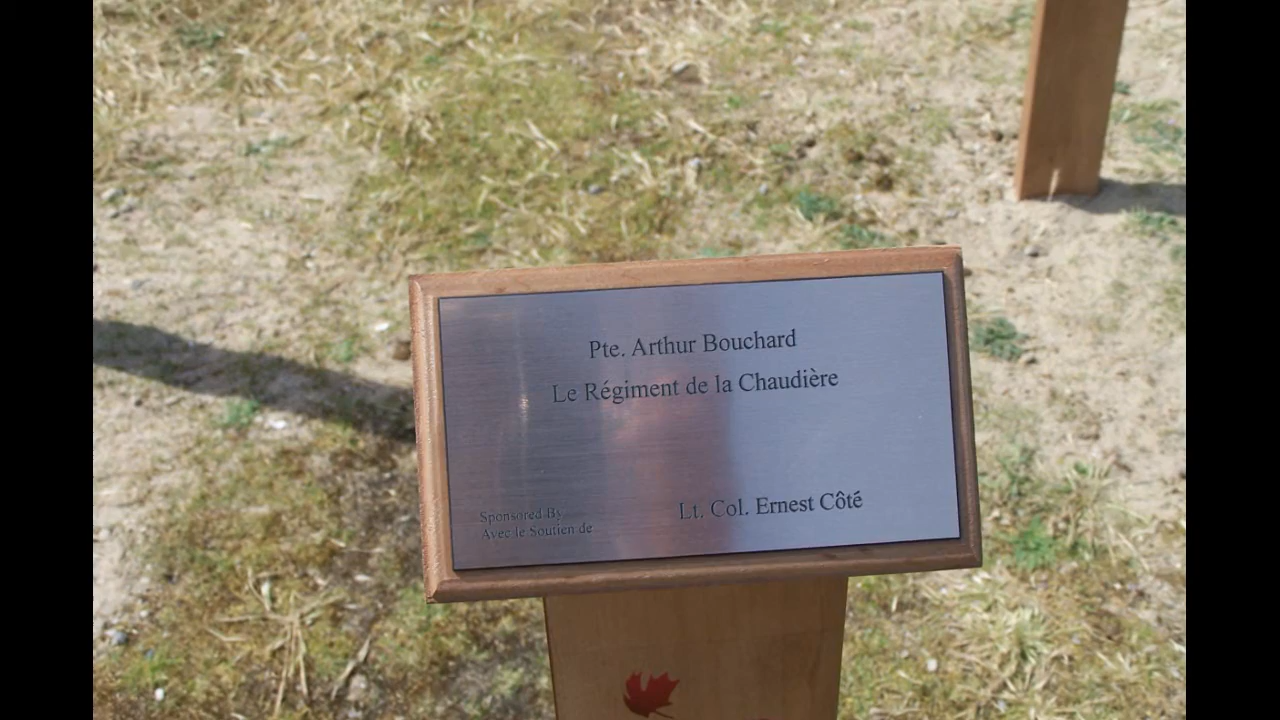 Pte. Arthur Bouchard
Le Régiment de la Chaudière
Sponsored By
Avec le Soutien de
Lt. Col. Ernest Côté